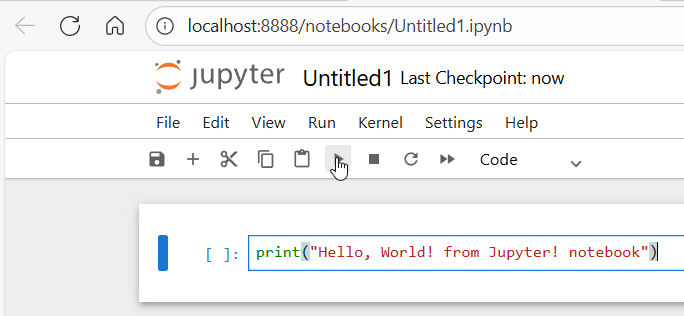 localhost:8888/notebooks/Untitled1.ipynb
jupyter Untitled1 Last Checkpoint: now
File Edit View Run Kernel Settings Help
Code
[ ]: print("Hello, World! from Jupyter! notebook")